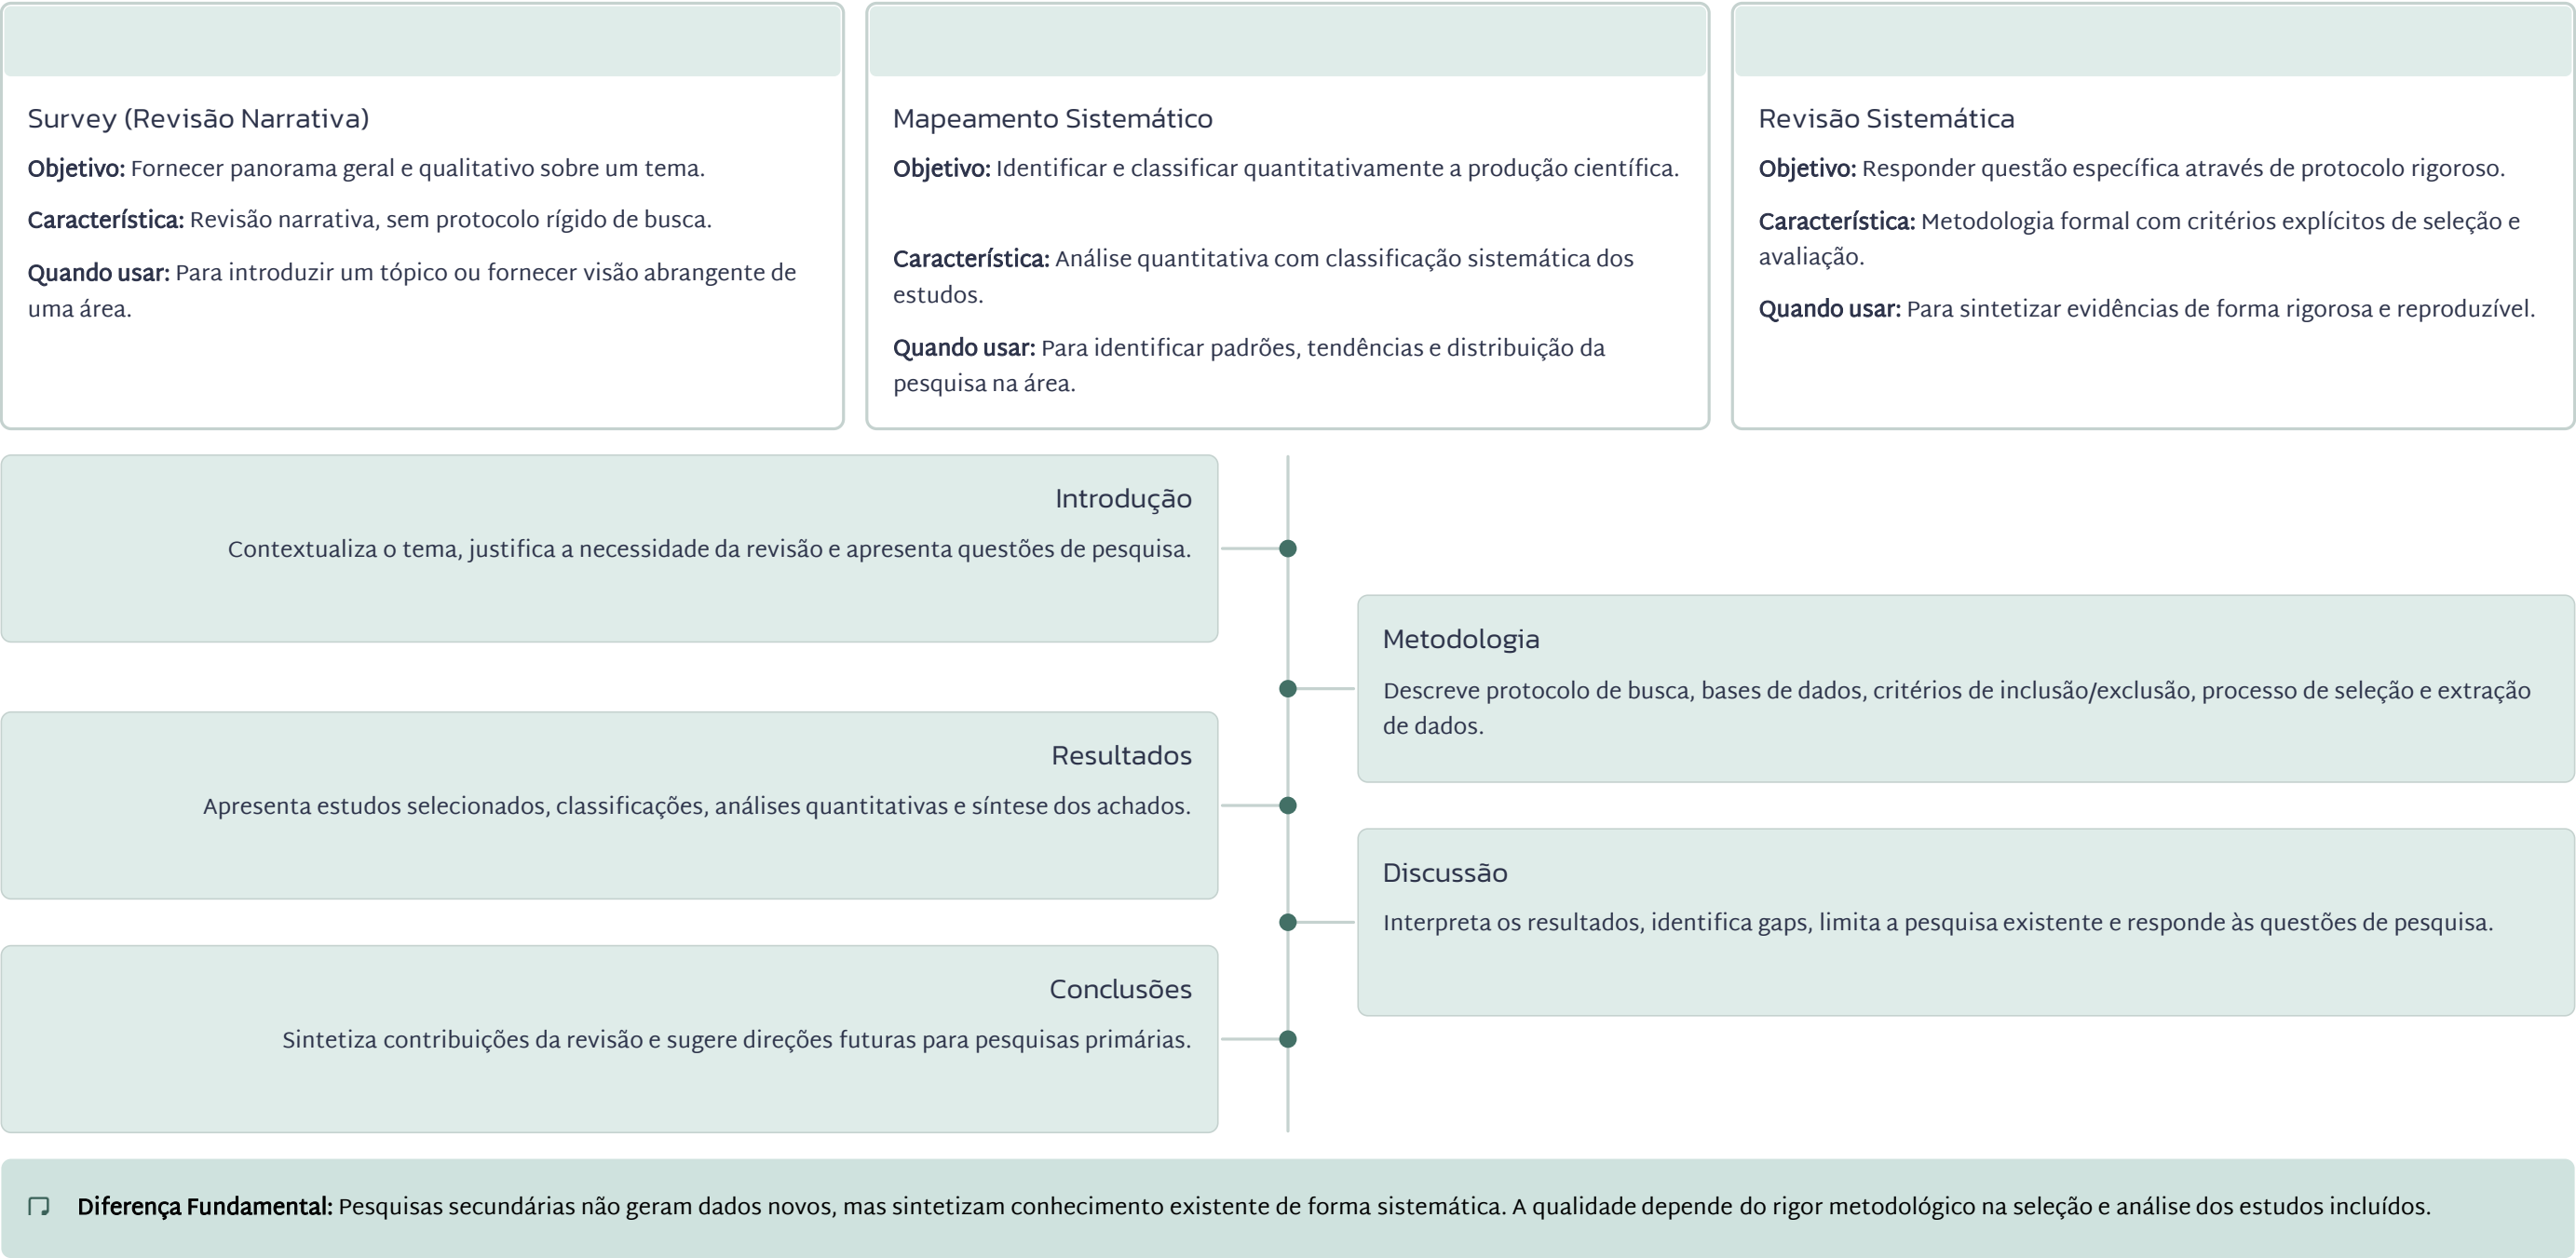 Survey (Revisão Narrativa)
Objetivo: Fornecer panorama geral e qualitativo sobre um tema.
Característica: Revisão narrativa, sem protocolo rígido de busca.
Quando usar: Para introduzir um tópico ou fornecer visão abrangente de
uma área.
Mapeamento Sistemático
Objetivo: Identificar e classificar quantitativamente a produção científica.
Característica: Análise quantitativa com classificação sistemática dos
estudos.
Quando usar: Para identificar padrões, tendências e distribuição da
pesquisa na área.
Revisão Sistemática
Objetivo: Responder questão específica através de protocolo rigoroso.
Característica: Metodologia formal com critérios explícitos de seleção e
avaliação.
Quando usar: Para sintetizar evidências de forma rigorosa e reproduzível.
Introdução
Contextualiza o tema, justifica a necessidade da revisão e apresenta questões de pesquisa.
Metodologia
Descreve protocolo de busca, bases de dados, critérios de inclusão/exclusão, processo de seleção e extração
de dados.
Resultados
Apresenta estudos selecionados, classificações, análises quantitativas e síntese dos achados.
Discussão
Interpreta os resultados, identifica gaps, limita a pesquisa existente e responde às questões de pesquisa.
Conclusões
Sintetiza contribuições da revisão e sugere direções futuras para pesquisas primárias.
Diferença Fundamental: Pesquisas secundárias não geram dados novos, mas sintetizam conhecimento existente de forma sistemática. A qualidade depende do rigor metodológico na seleção e análise dos estudos incluídos.